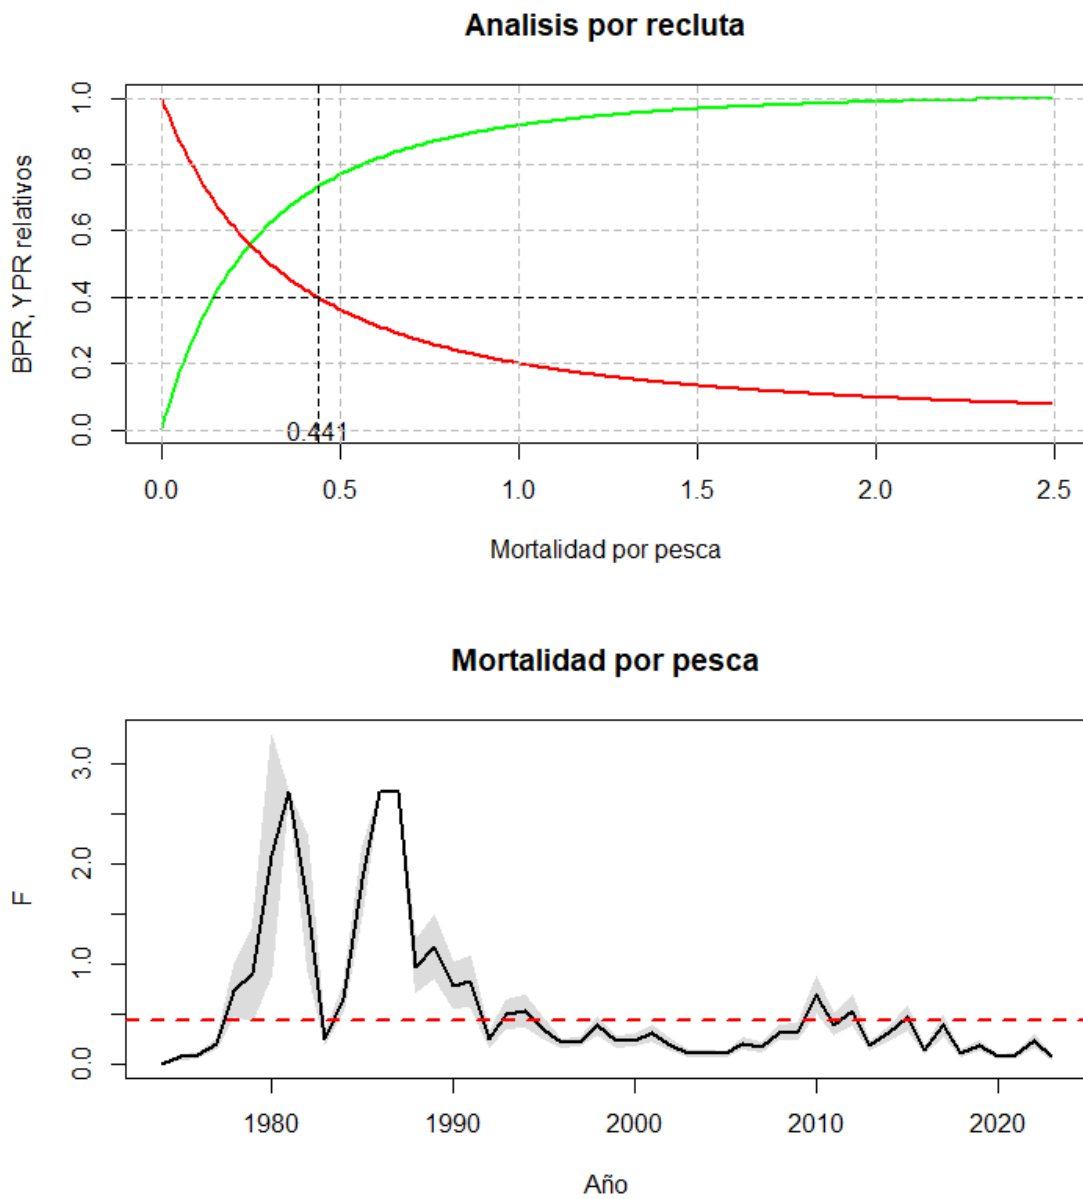 Analisis por recluta
BPR, YPR relativos
1.0
0.8
0.6
0.4
0.2
0.0
0.441
0.0 0.5 1.0 1.5 2.0 2.5
Mortalidad por pesca
Mortalidad por pesca
F
3.0
2.0
1.0
0.0
1980 1990 2000 2010 2020
Año